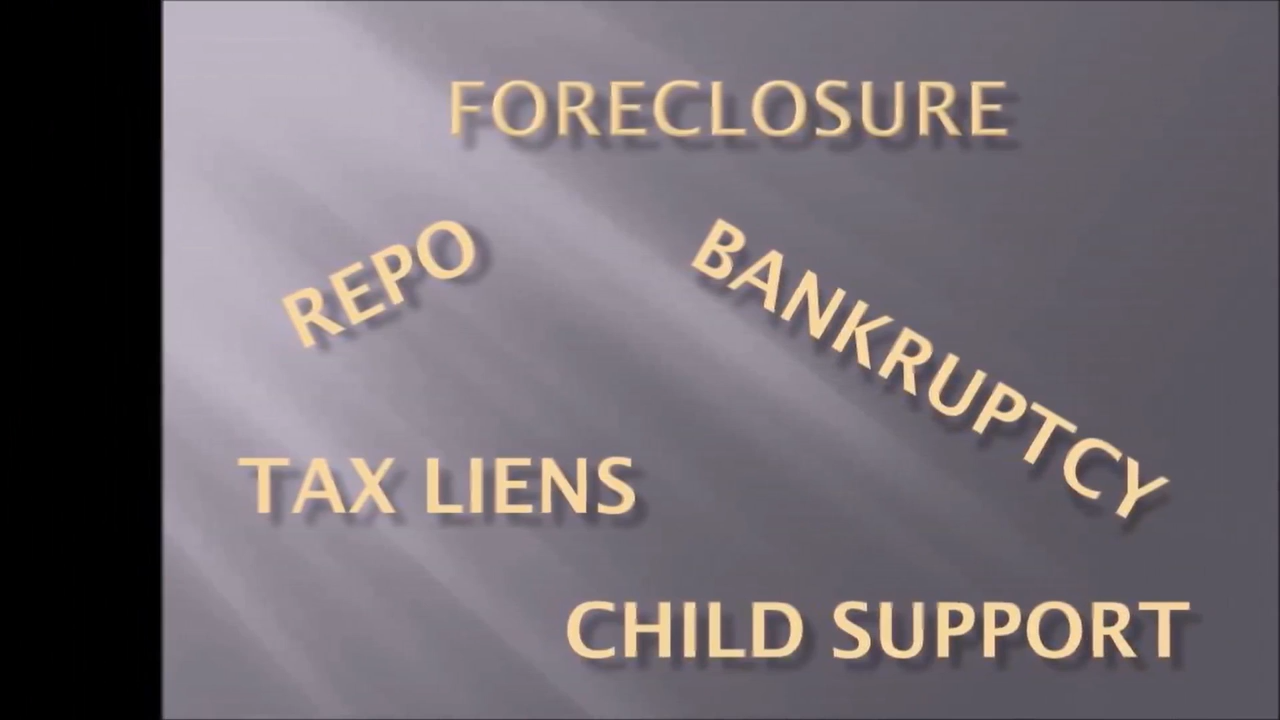 FORECLOSURE
REPO
BANKRUPTCY
TAX LIENS
CHILD SUPPORT